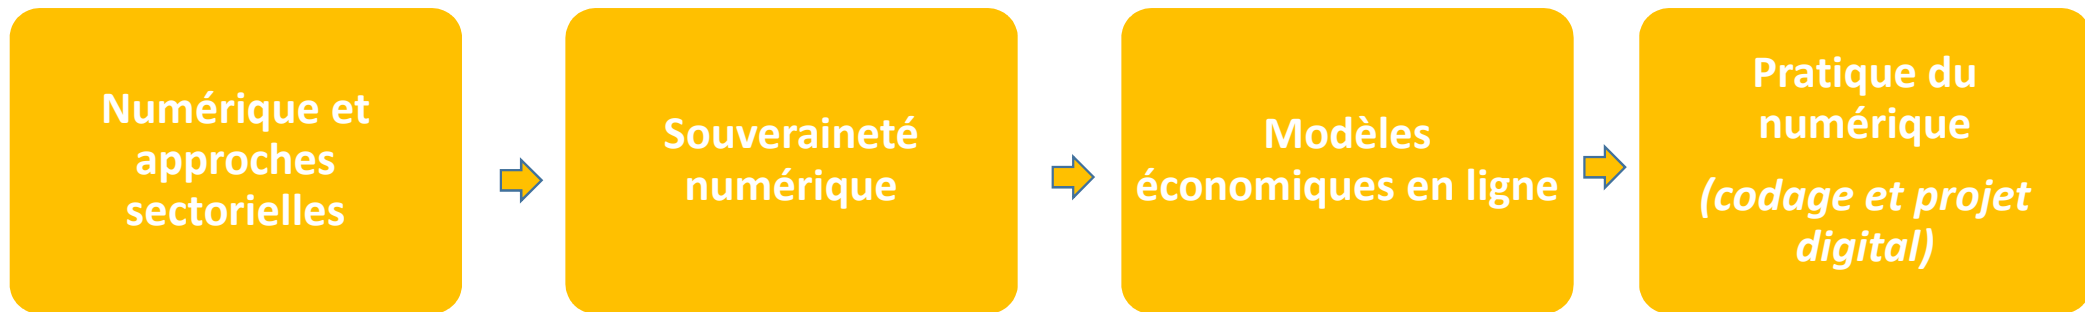 Numérique et
approches
sectorielles
Souveraineté
numérique
Modèles
économiques en ligne
Pratique du
numérique
(codage et projet
digital)